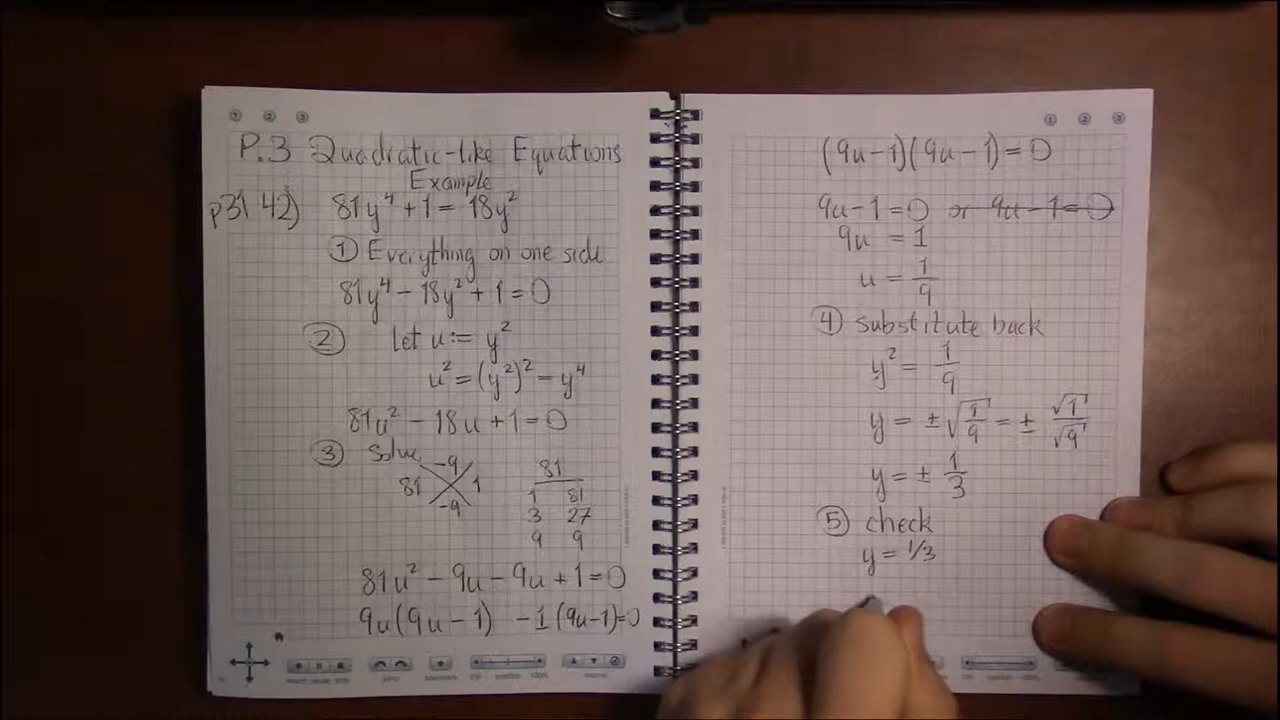 P.3 Quadratic-like Equations
Example
p31 42) 81y⁴ + 1 = 18y²
① Everything on one side
81y⁴ - 18y² + 1 = 0
② Let u := y²
u² = (y²)² = y⁴
81u² - 18u + 1 = 0
③ Solve
-9
81 1
-9
81
1 81
3 27
9 9
81u² - 9u - 9u + 1 = 0
9u(9u - 1) - 1(9u-1)=0
(9u-1)(9u-1) = 0
9u-1=0 or 9u-1=0
9u = 1
u = 1/9
④ substitute back
y² = 1/9
y = ±√(1/9) = ± √1/√9
y = ± 1/3
⑤ check
y = 1/3